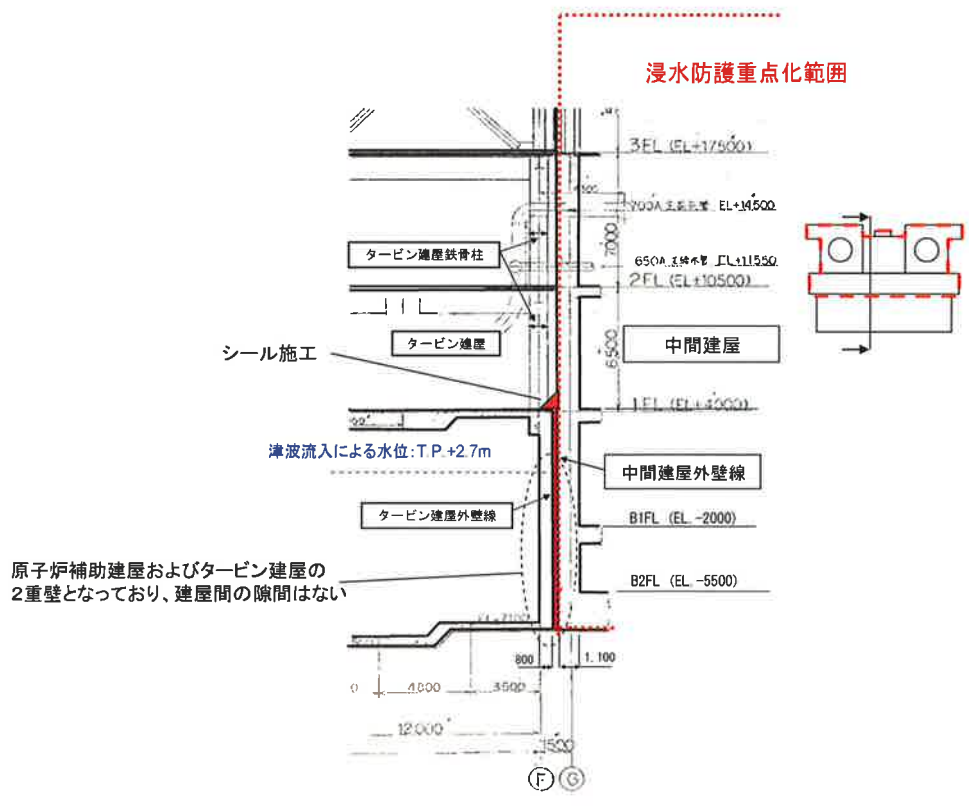 浸水防護重点化範囲
3FL (EL+17500)
EL+14,500
7000
タービン建屋鉄骨柱
650A 主給水管 EL+11550
2FL (EL+10500)
タービン建屋
中間建屋
6500
シール施工
1FL (EL+4000)
津波流入による水位:T.P.+2.7m
中間建屋外壁線
タービン建屋外壁線
B1FL (EL.-2000)
原子炉補助建屋およびタービン建屋の
2重壁となっており、建屋間の隙間はない
B2FL (EL.-5500)
800
1.100
4,800
3,500
12,000
1500
F
G